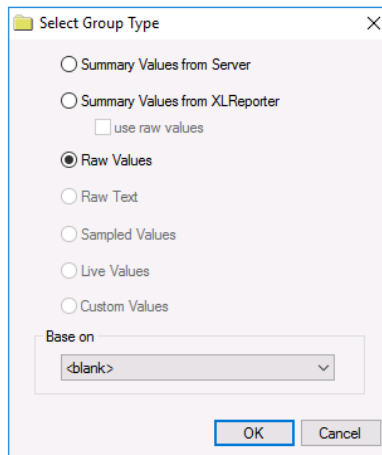 Select Group Type
Summary Values from Server
Summary Values from XLReporter
use raw values
Raw Values
Raw Text
Sampled Values
Live Values
Custom Values
Base on
<blank>
OK Cancel